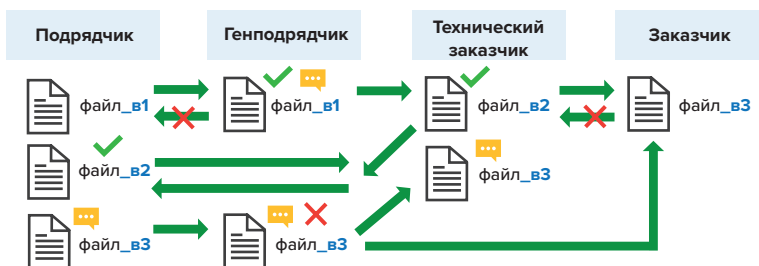 Подрядчик
Генподрядчик
Технический
заказчик
Заказчик
файл_в1
файл_в1
файл_в2
файл_в3
файл_в2
файл_в3
файл_в3
файл_в3